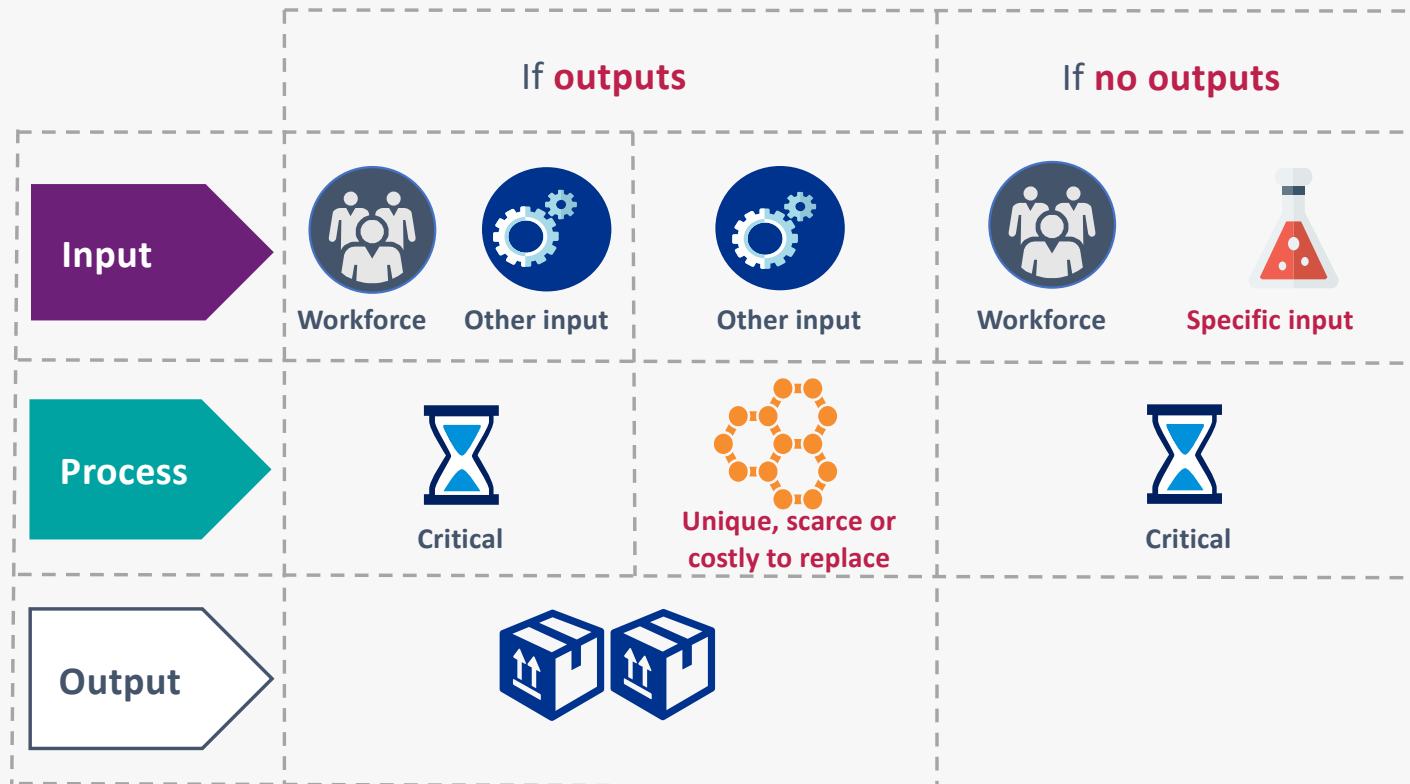 If outputs
If no outputs
Input
Workforce
Other input
Other input
Workforce
Specific input
Process
Critical
Unique, scarce or
costly to replace
Critical
Output